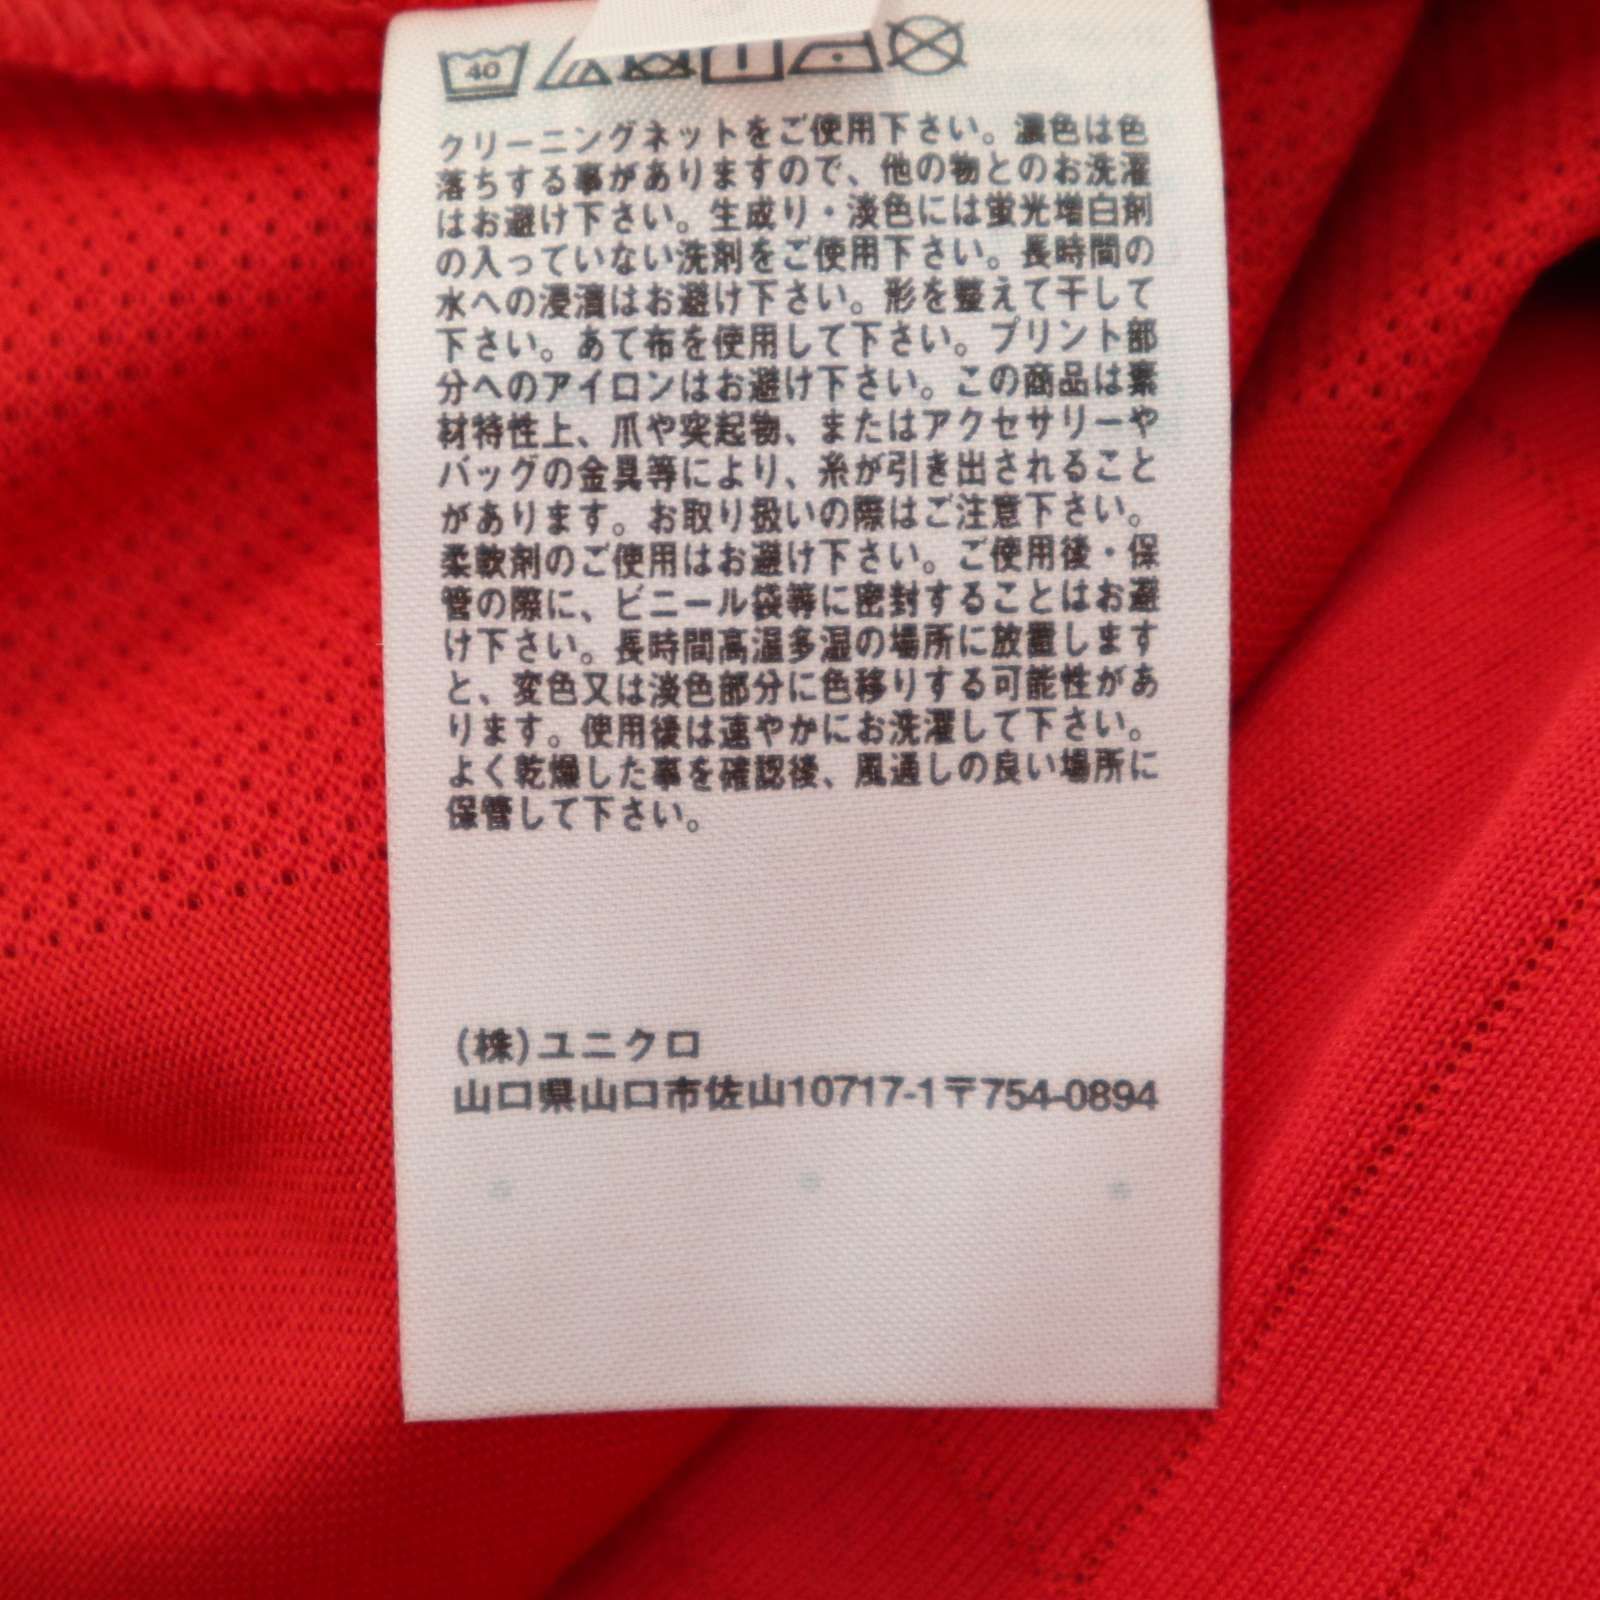 40
クリーニングネットをご使用下さい。濃色は色
落ちする事がありますので、他の物とのお洗濯
はお避け下さい。生成り・淡色には蛍光増白剤
の入っていない洗剤をご使用下さい。長時間の
水への浸漬はお避け下さい。形を整えて干して
下さい。あて布を使用して下さい。プリント部
分へのアイロンはお避け下さい。この商品は素
材特性上、爪や突起物、またはアクセサリーや
バッグの金具等により、糸が引き出されること
があります。お取り扱いの際はご注意下さい。
柔軟剤のご使用はお避け下さい。ご使用後・保
管の際に、ビニール袋等に密封することはお避
け下さい。長時間高温多湿の場所に放置します
と、変色又は淡色部分に色移りする可能性があ
ります。使用後は速やかにお洗濯して下さい。
よく乾燥した事を確認後、風通しの良い場所に
保管して下さい。
(株)ユニクロ
山口県山口市佐山10717-1〒754-0894